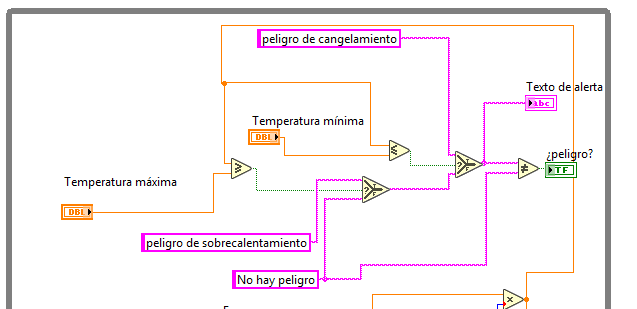 peligro de cangelamiento
Texto de alerta
abc
Temperatura mínima
DBL
¿peligro?
TF
Temperatura máxima
DBL
peligro de sobrecalentamiento
No hay peligro